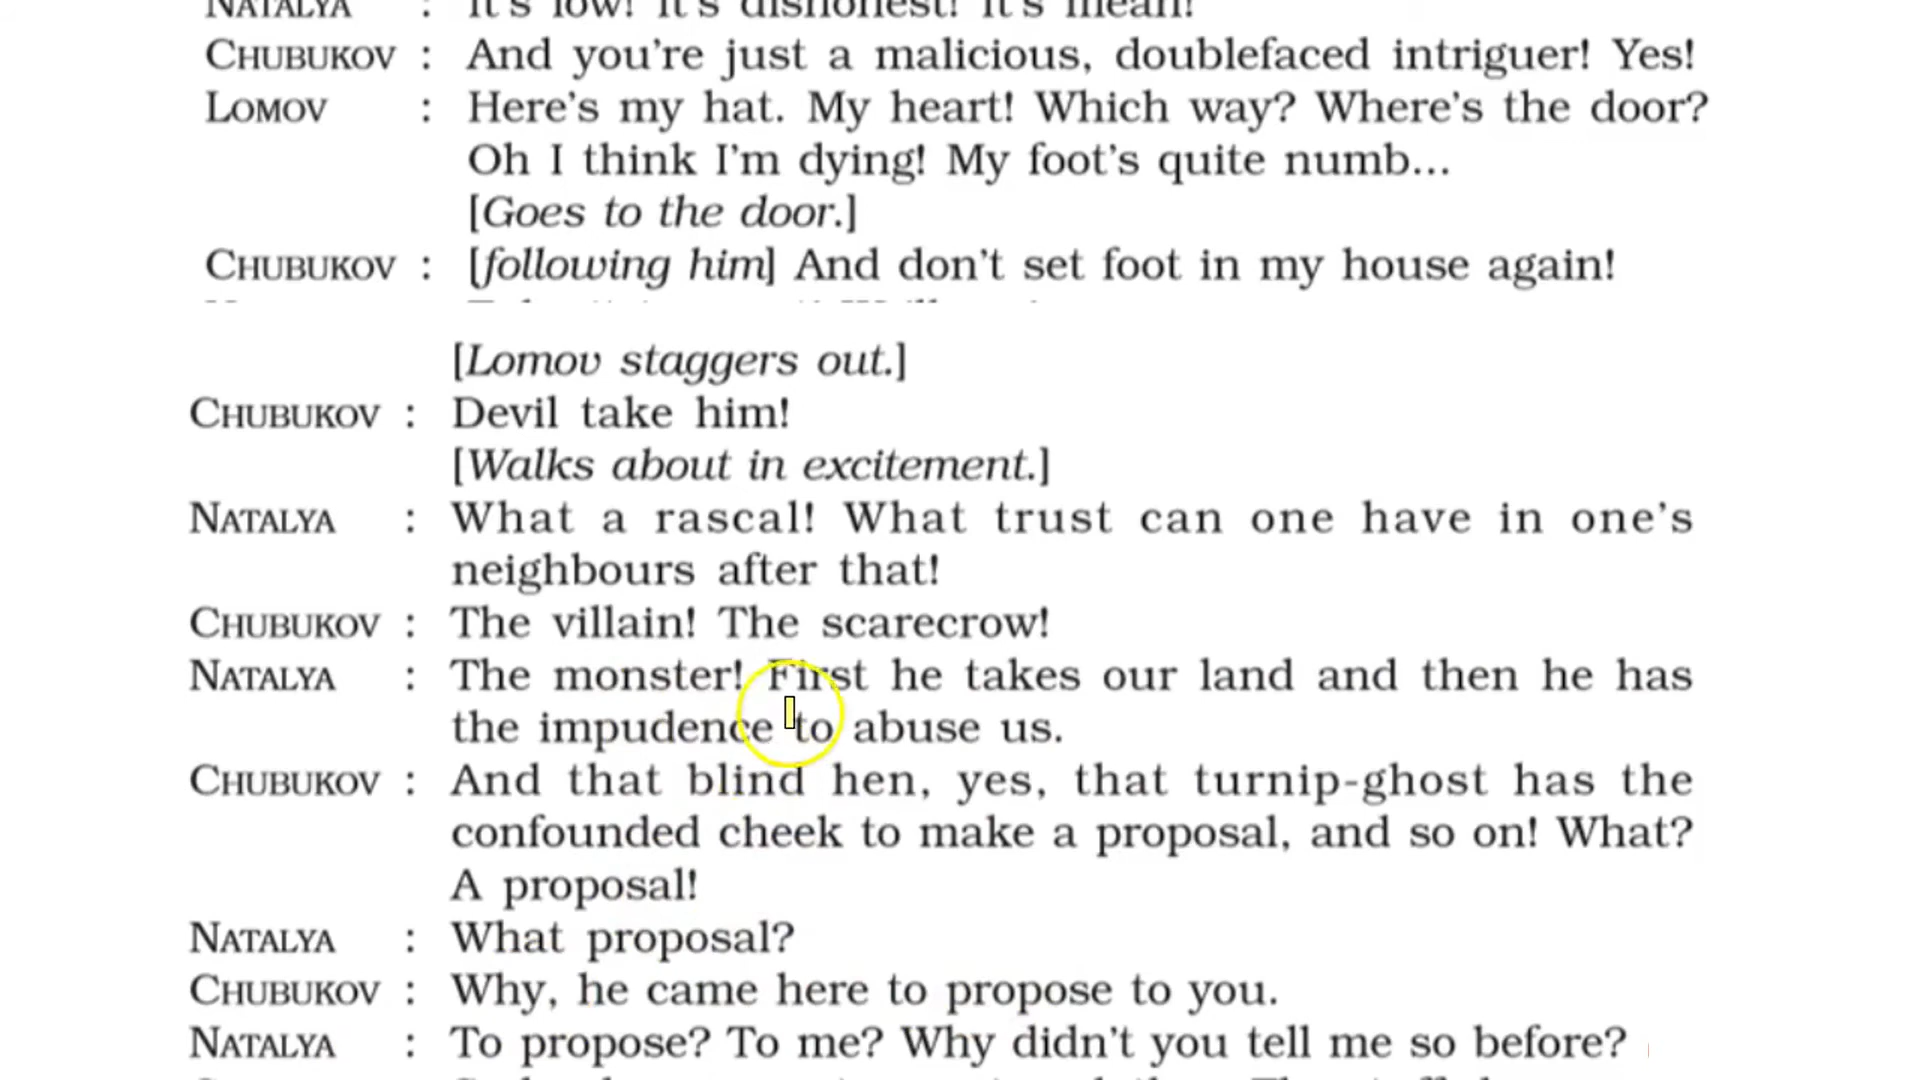 NATALYA : It's low! It's dishonest! It's mean!
CHUBUKOV : And you're just a malicious, doublefaced intriguer! Yes!
LOMOV : Here's my hat. My heart! Which way? Where's the door?
Oh I think I'm dying! My foot's quite numb...
[Goes to the door.]
CHUBUKOV : [following him] And don't set foot in my house again!
[Lomov staggers out.]
CHUBUKOV : Devil take him!
[Walks about in excitement.]
NATALYA : What a rascal! What trust can one have in one's
neighbours after that!
CHUBUKOV : The villain! The scarecrow!
NATALYA : The monster! First he takes our land and then he has
the impudence to abuse us.
CHUBUKOV : And that blind hen, yes, that turnip-ghost has the
confounded cheek to make a proposal, and so on! What?
A proposal!
NATALYA : What proposal?
CHUBUKOV : Why, he came here to propose to you.
NATALYA : To propose? To me? Why didn't you tell me so before?